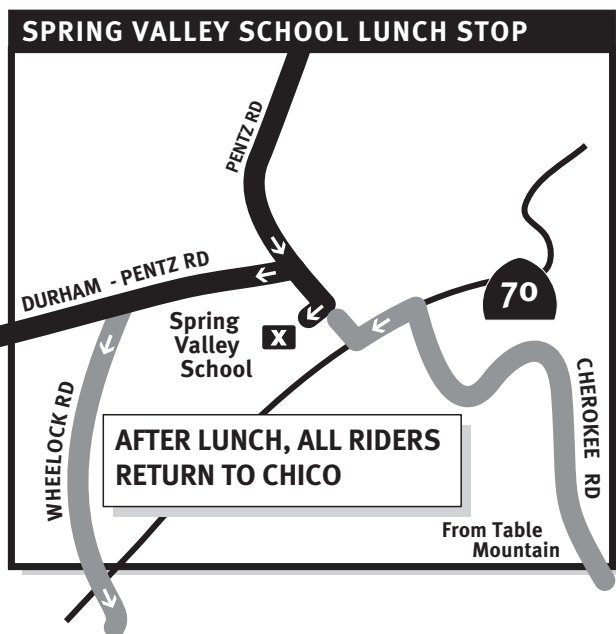 SPRING VALLEY SCHOOL LUNCH STOP
PENTZ RD
DURHAM - PENTZ RD
70
Spring
Valley
School
X
WHEELOCK RD
CHEROKEE RD
AFTER LUNCH, ALL RIDERS
RETURN TO CHICO
From Table
Mountain